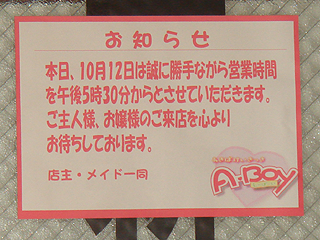 お知らせ
本日、10月12日は誠に勝手ながら営業時間
を午後5時30分からとさせていただきます。
ご主人様、お嬢様のご来店を心より
お待ちしております。
店主・メイド一同
A-BOY